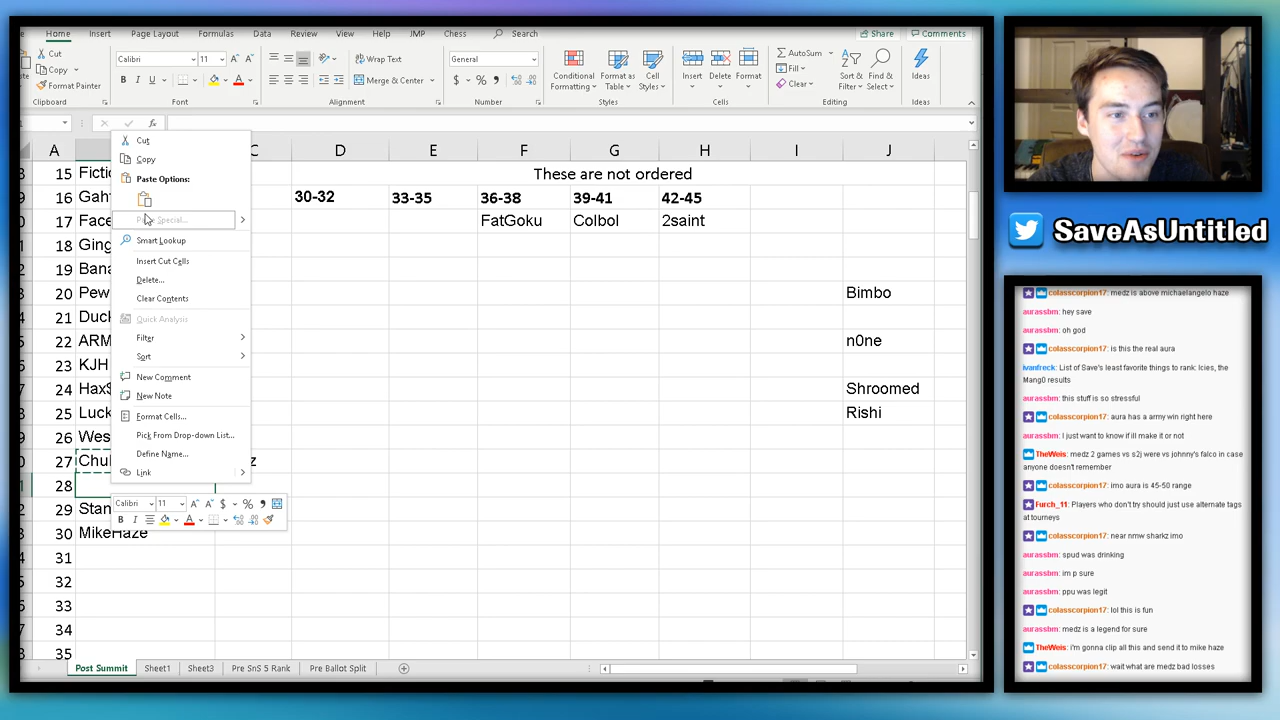 Home Insert Page Layout Formulas Data Review View Help JMP Chess Search Share Comments
Cut
Copy
Format Painter
Calibri 11
B I U
Wrap Text
Merge & Center
General
$ % ,
Conditional Formatting
Format as Table
Cell Styles
Insert
Delete
Format
AutoSum
Fill
Clear
Sort & Filter
Find & Select
Ideas
Clipboard Font Alignment Number Styles Cells Editing Ideas
A C D E F G H I J
15 These are not ordered
16 30-32 33-35 36-38 39-41 42-45
17 FatGoku Colbol 2saint
18
19
20 Bimbo
21
22 ARM n0ne
23 KJH
24 Hax$ Shroomed
25 Luck Rishi
26 Wes
27 Chu z
28
29 Stan
30 MikeHaze
31
32
33
34
35
Cut
Copy
Paste Options:
Paste Special...
Smart Lookup
Insert Cut Cells
Delete...
Clear Contents
Quick Analysis
Filter
Sort
New Comment
New Note
Format Cells...
Pick From Drop-down List...
Define Name...
Link
Calibri 11 $ % ,
B I
Post Summit Sheet1 Sheet3 Pre SnS 5 Rank Pre Ballot Split
SaveAsUntitled
colasscorpion17: medz is above michaelangelo haze
aurassbm: hey save
aurassbm: oh god
colasscorpion17: is this the real aura
ivanfreck: List of Save's least favorite things to rank: Icies, the
Mang0 results
aurassbm: this stuff is so stressful
colasscorpion17: aura has a army win right here
aurassbm: I just want to know if ill make it or not
TheWeis: medz 2 games vs s2j were vs johnny's falco in case
anyone doesn't remember
colasscorpion17: imo aura is 45-50 range
Furch_11: Players who don't try should just use alternate tags
at tourneys
colasscorpion17: near nmw sharkz imo
aurassbm: spud was drinking
aurassbm: im p sure
aurassbm: ppu was legit
colasscorpion17: lol this is fun
aurassbm: medz is a legend for sure
TheWeis: i'm gonna clip all this and send it to mike haze
colasscorpion17: wait what are medz bad losses